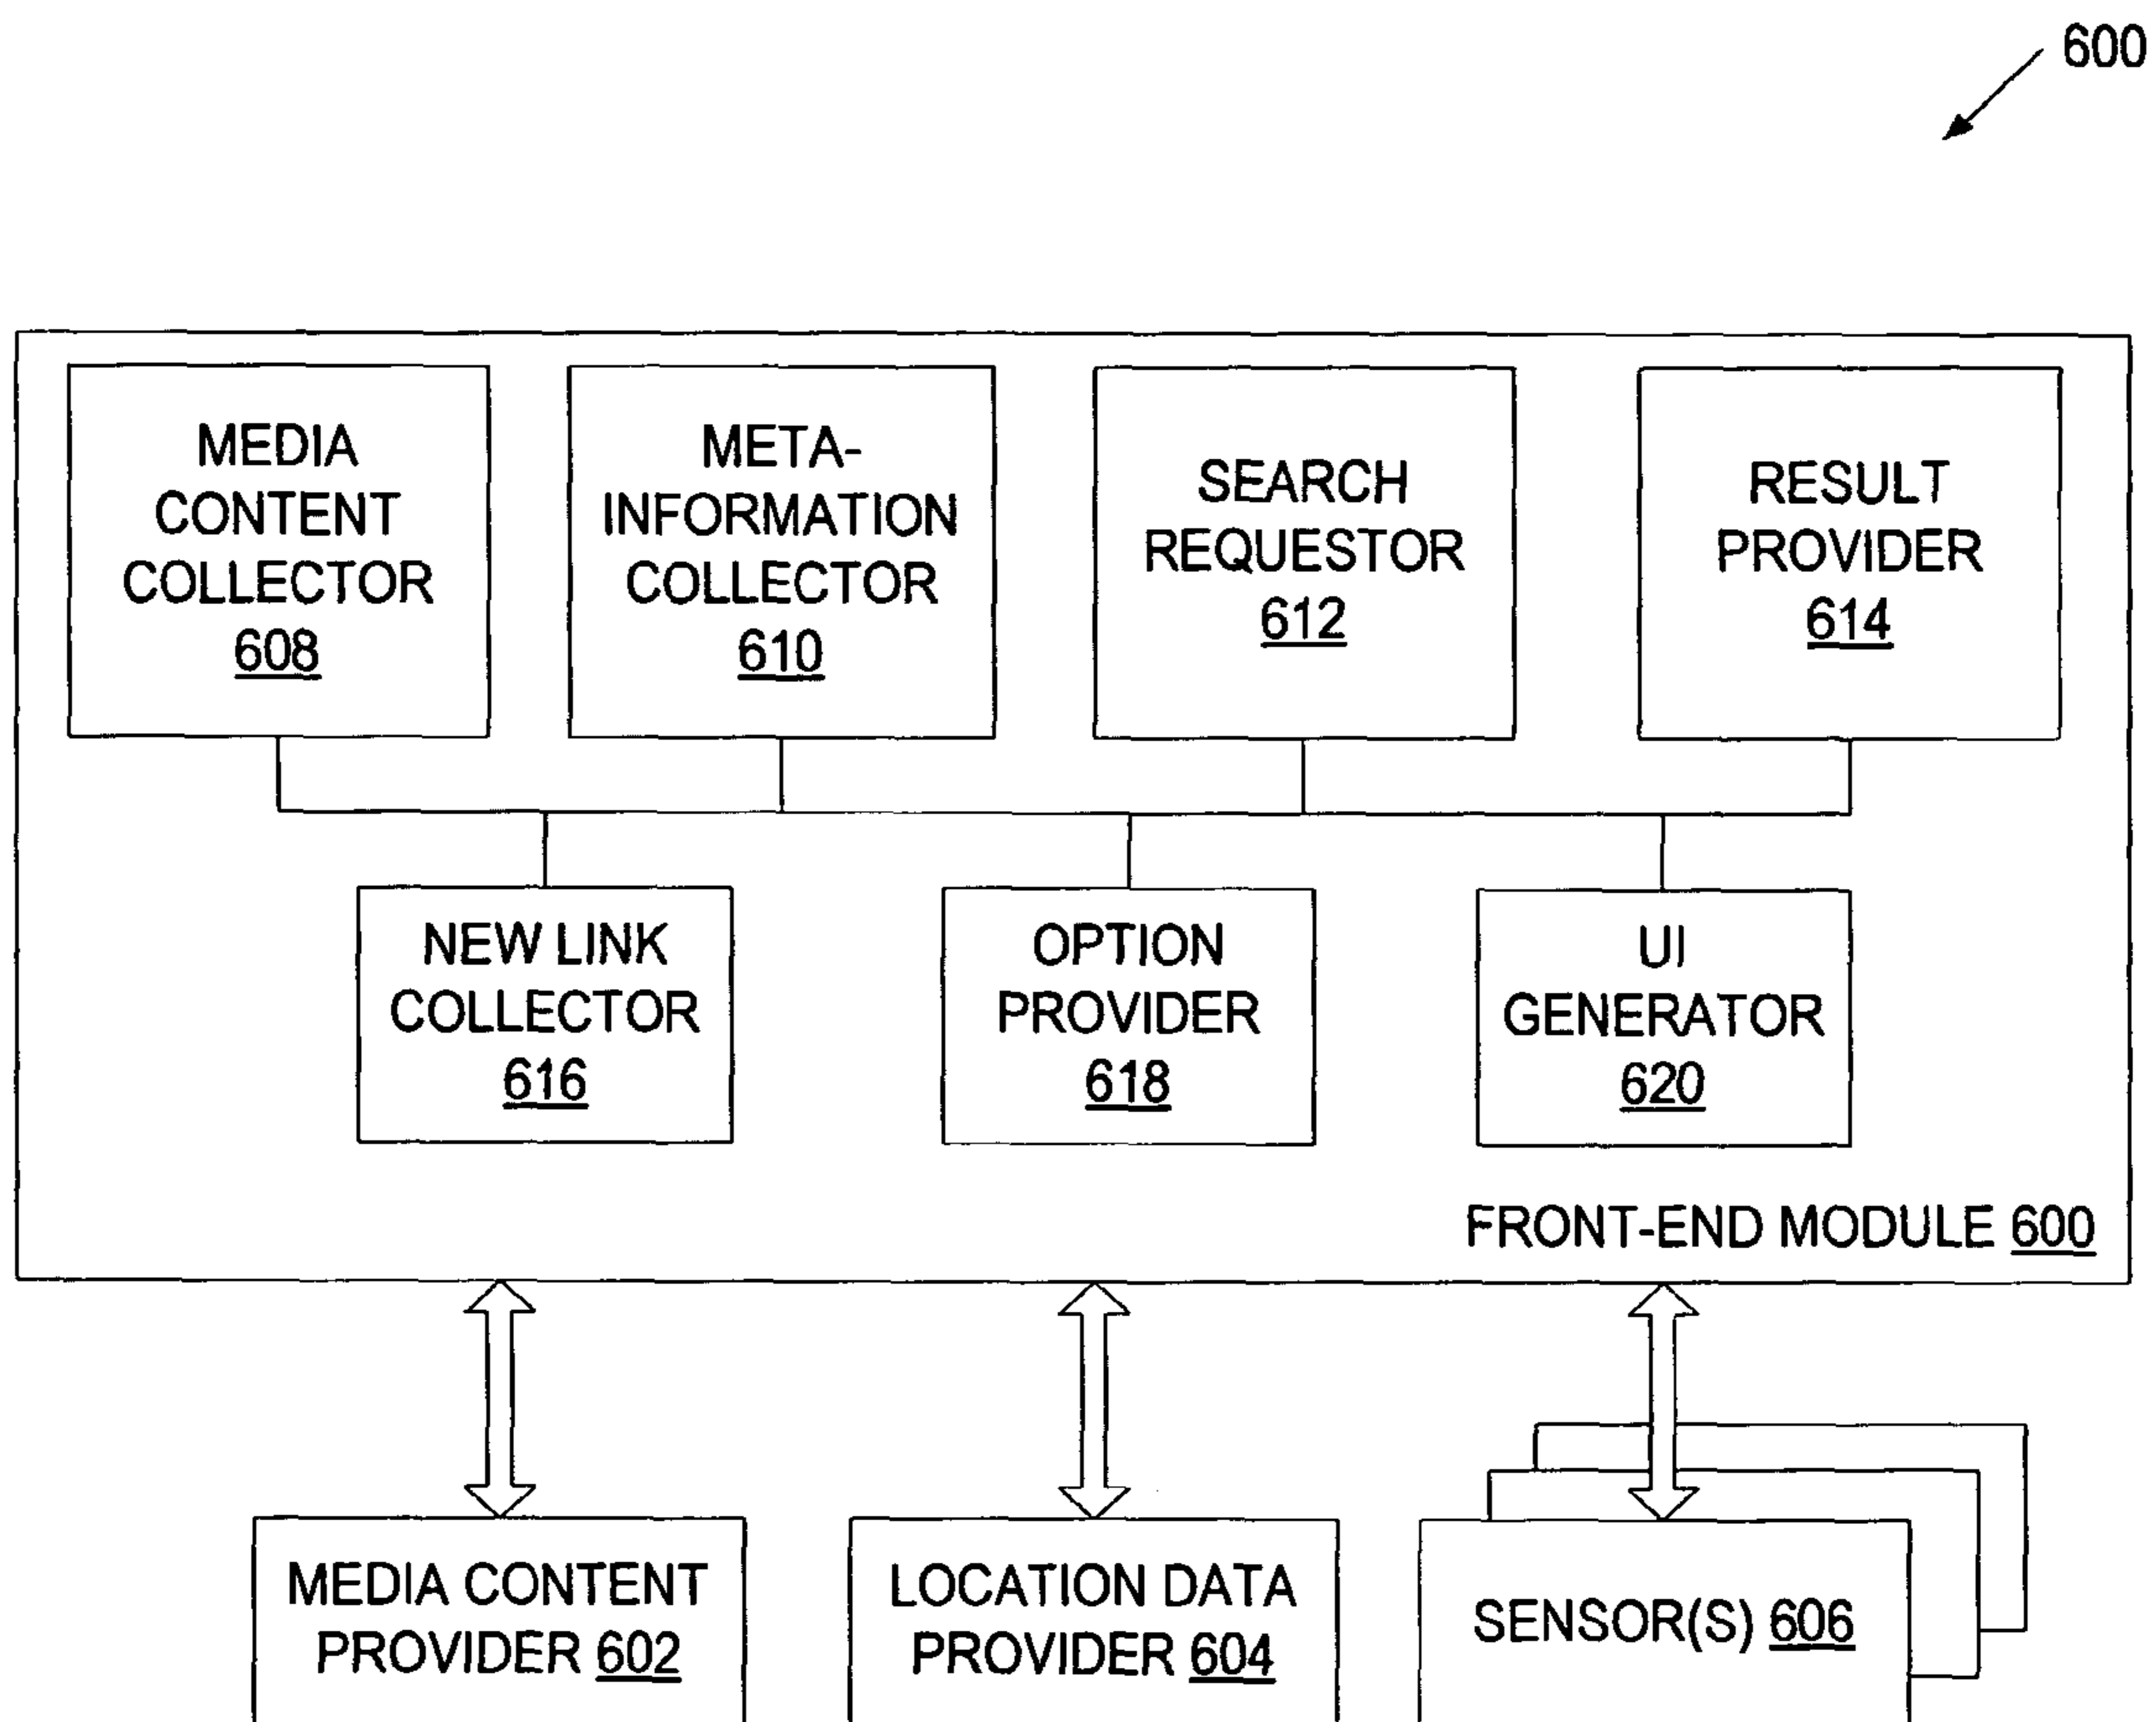 600
MEDIA
CONTENT
COLLECTOR
608
META-
INFORMATION
COLLECTOR
610
SEARCH
REQUESTOR
612
RESULT
PROVIDER
614
NEW LINK
COLLECTOR
616
OPTION
PROVIDER
618
UI
GENERATOR
620
FRONT-END MODULE 600
MEDIA CONTENT
PROVIDER 602
LOCATION DATA
PROVIDER 604
SENSOR(S) 606